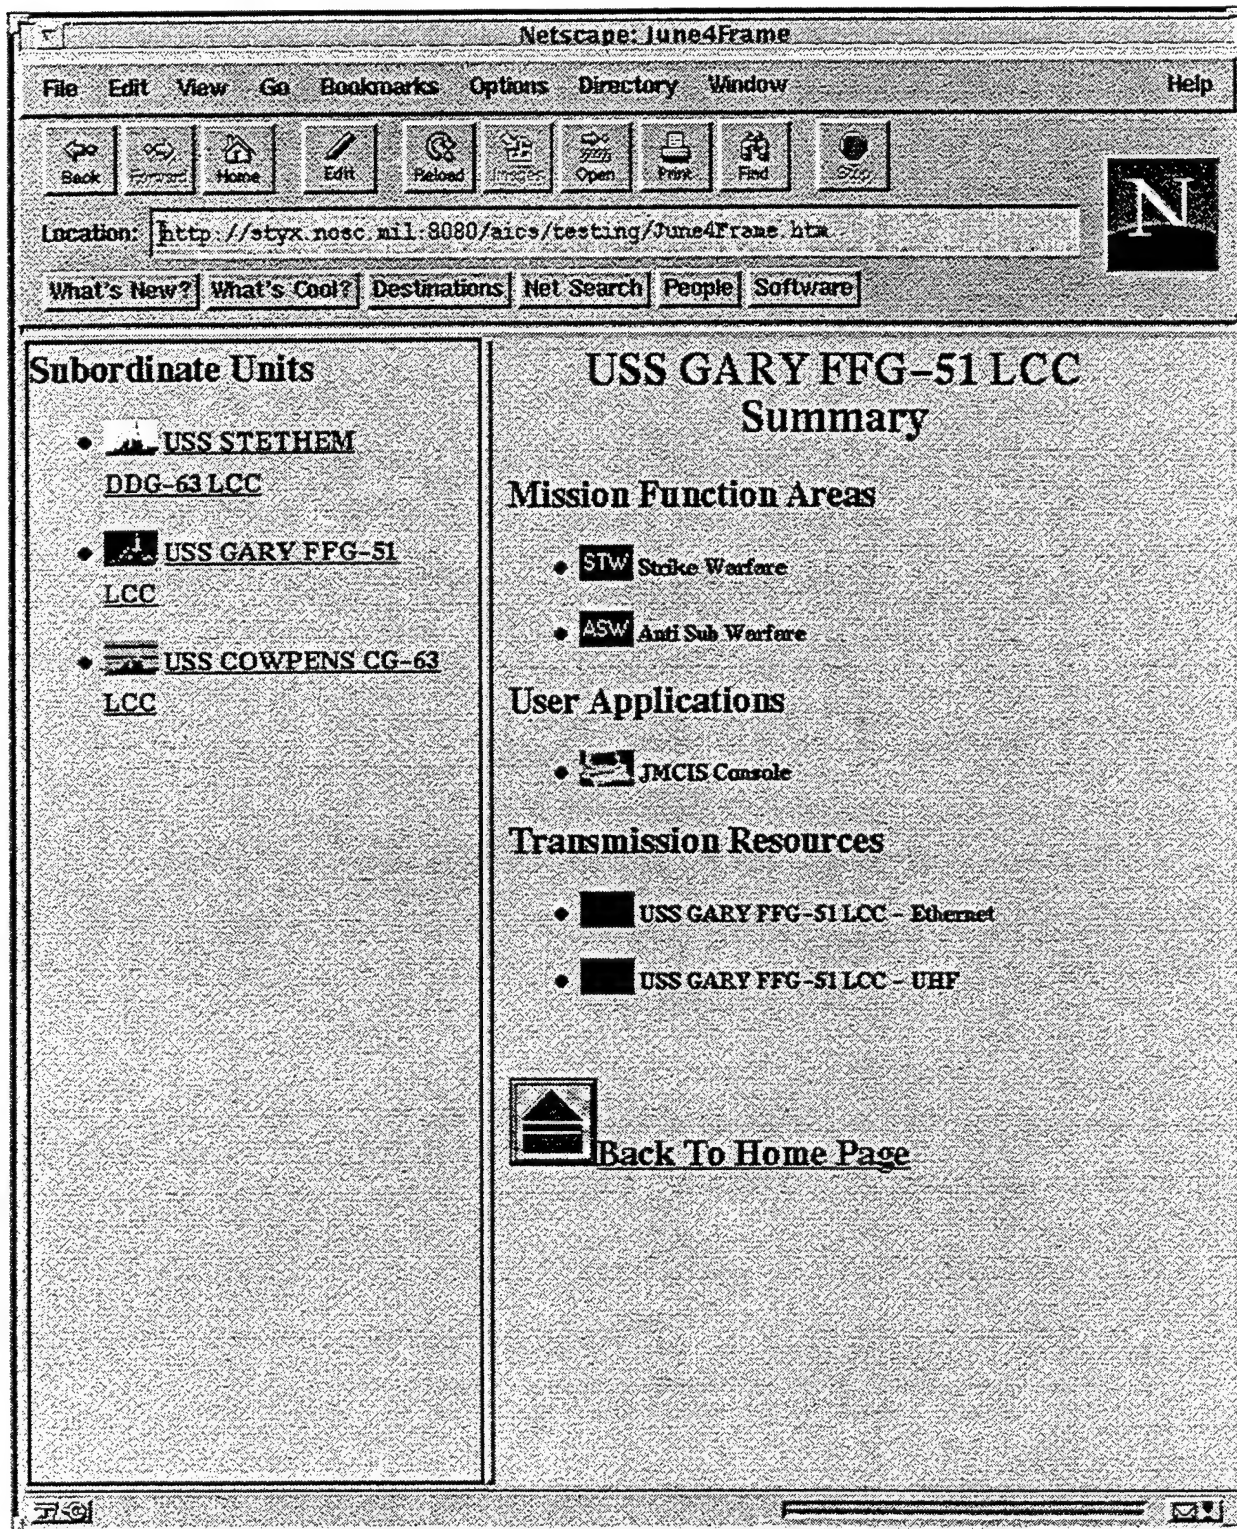 Netscape: June4Frame
File Edit View Go Bookmarks Options Directory Window Help
Back Forward Home Edit Reload Images Open Print Find Stop
N
Location: http://styx.nosc.mil:8080/aics/testing/June4Frame.htm
What's New? What's Cool? Destinations Net Search People Software
Subordinate Units
USS STETHEM
DDG-63 LCC
USS GARY FFG-51
LCC
USS COWPENS CG-63
LCC
USS GARY FFG-51 LCC
Summary
Mission Function Areas
STW Strike Warfare
ASW Anti Sub Warfare
User Applications
JMCIS Console
Transmission Resources
USS GARY FFG-51 LCC - Ethernet
USS GARY FFG-51 LCC - UHF
Back To Home Page